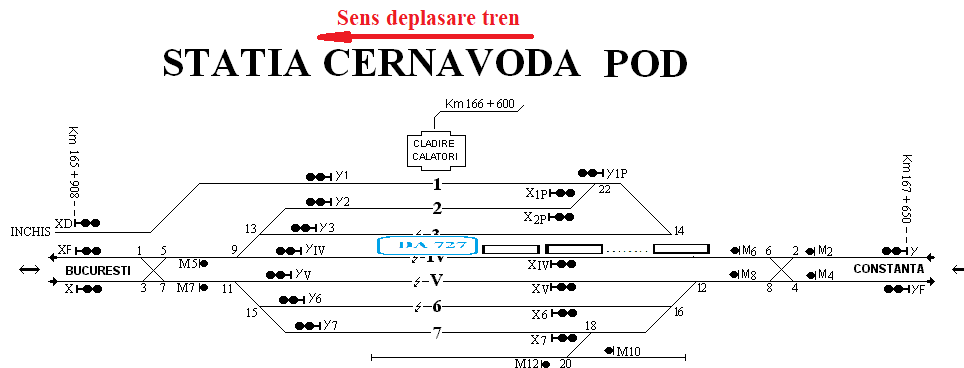 Sens deplasare tren
STATIA CERNAVODA POD
Km 166+600
CLADIRE
CALATORI
Km 165+908
Km 167+650
Y1
Y1P
1
X1P
22
Y2
2
X2P
XD
INCHIS
13
Y3
3
14
XF
1
5
9
YIV
DA 727
IV
XIV
M6
6
2
M2
Y
BUCURESTI
M5
CONSTANTA
X
3
7
M7
11
YV
V
XV
12
M8
8
4
M4
YF
15
Y6
6
X6
16
Y7
7
X7
18
M10
M12
20